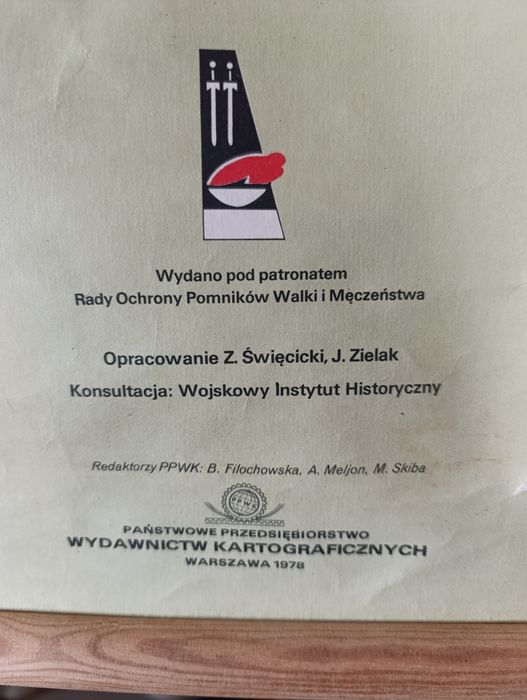 Wydano pod patronatem
Rady Ochrony Pomników Walki i Męczeństwa
Opracowanie Z. Święcicki, J. Zielak
Konsultacja: Wojskowy Instytut Historyczny
Redaktorzy PPWK: B. Filochowska, A. Meljon, M. Skiba
PPWK
PAŃSTWOWE PRZEDSIĘBIORSTWO
WYDAWNICTW KARTOGRAFICZNYCH
WARSZAWA 1978